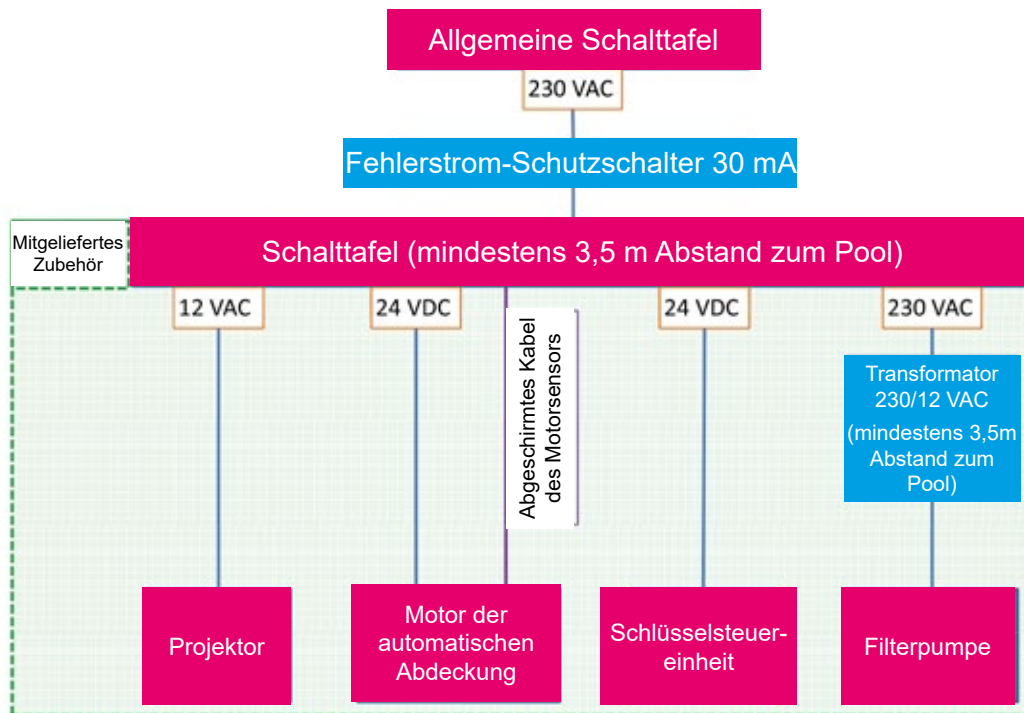 Allgemeine Schalttafel
230 VAC
Fehlerstrom-Schutzschalter 30 mA
Mitgeliefertes
Zubehör
Schalttafel (mindestens 3,5 m Abstand zum Pool)
12 VAC
24 VDC
Abgeschirmtes Kabel
des Motorsensors
24 VDC
230 VAC
Transformator
230/12 VAC
(mindestens 3,5m
Abstand zum
Pool)
Projektor
Motor der
automatischen
Abdeckung
Schlüsselsteuer-
einheit
Filterpumpe